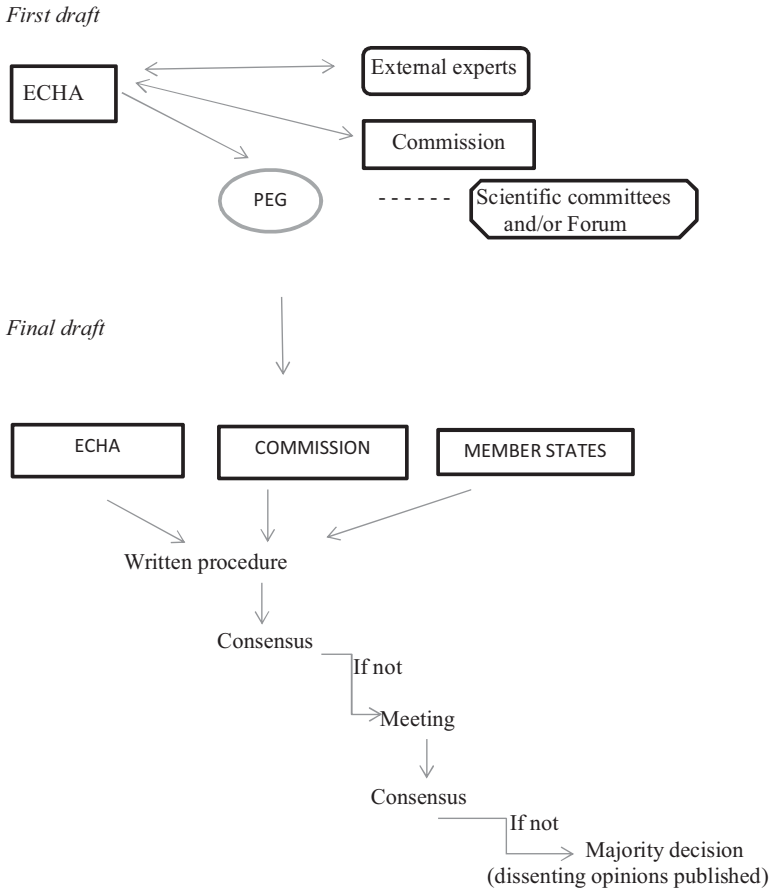 First draft
External experts
ECHA
Commission
PEG
Scientific committees
and/or Forum
Final draft
ECHA
COMMISSION
MEMBER STATES
Written procedure
Consensus
If not
Meeting
Consensus
If not
Majority decision
(dissenting opinions published)